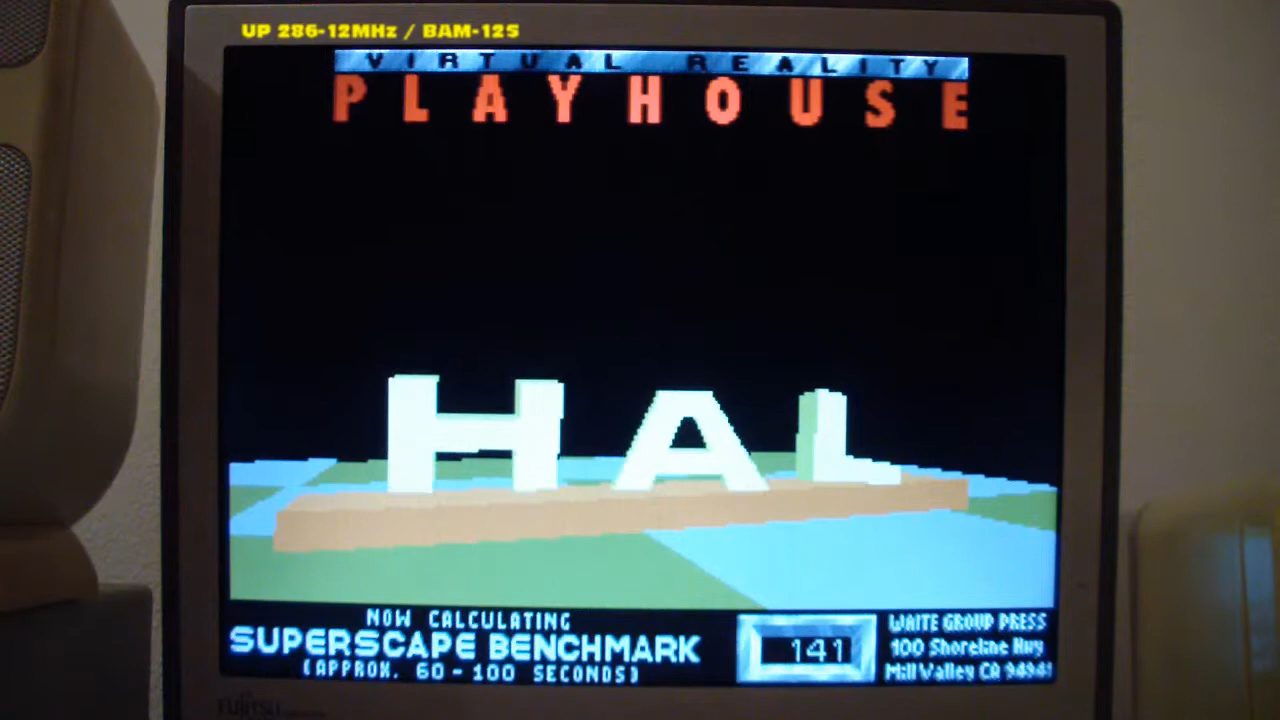 UP 286-12MHz / BAM-12S
VIRTUAL REALITY
PLAYHOUSE
HAL
NOW CALCULATING
SUPERSCAPE BENCHMARK
(APPROX. 60-100 SECONDS)
141
WAITE GROUP PRESS
100 Shoreline Hwy
Mill Valley CA 94941
FUJITSU